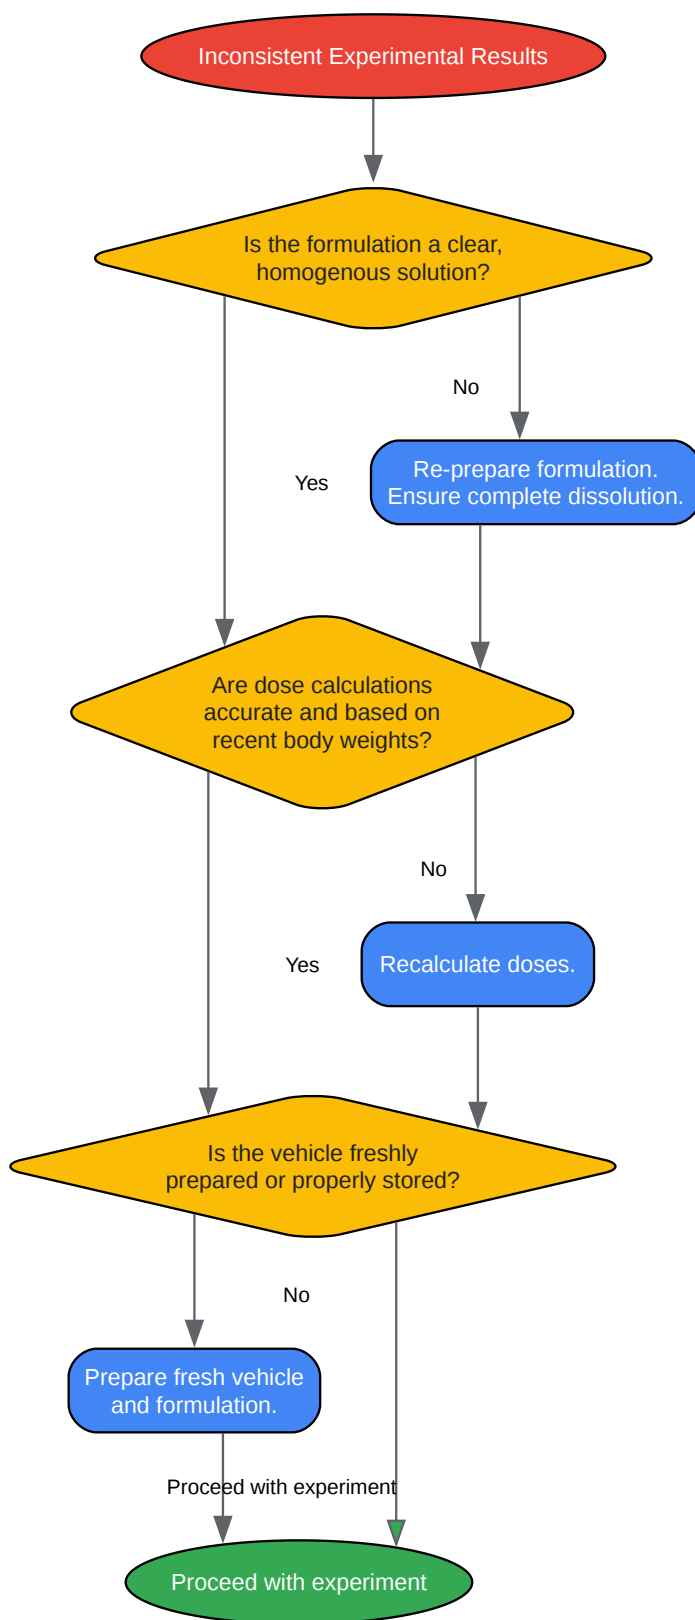 Inconsistent Experimental Results
Is the formulation a clear,
homogenous solution?
No
Yes
Re-prepare formulation.
Ensure complete dissolution.
Are dose calculations
accurate and based on
recent body weights?
No
Yes
Recalculate doses.
Is the vehicle freshly
prepared or properly stored?
No
Prepare fresh vehicle
and formulation.
Proceed with experiment
Proceed with experiment